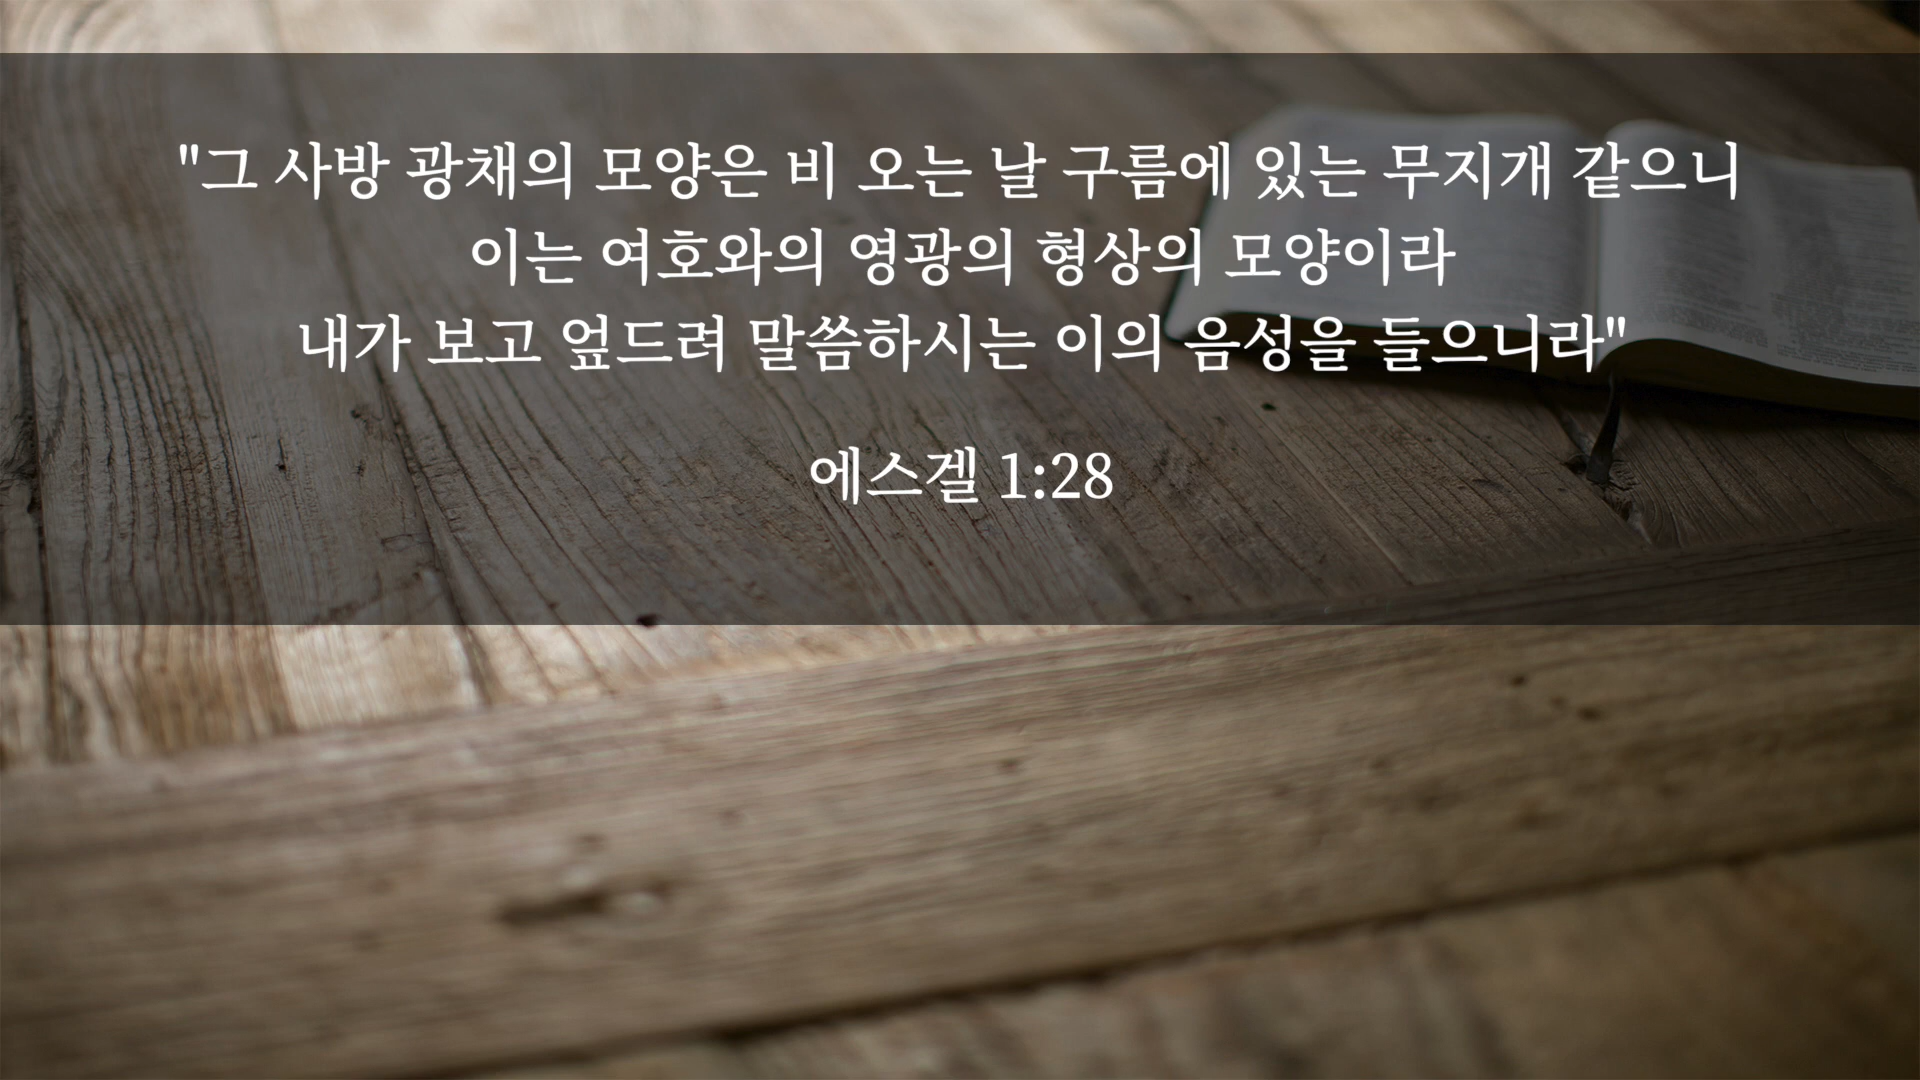 "그 사방 광채의 모양은 비 오는 날 구름에 있는 무지개 같으니
이는 여호와의 영광의 형상의 모양이라
내가 보고 엎드려 말씀하시는 이의 음성을 들으니라"
에스겔 1:28